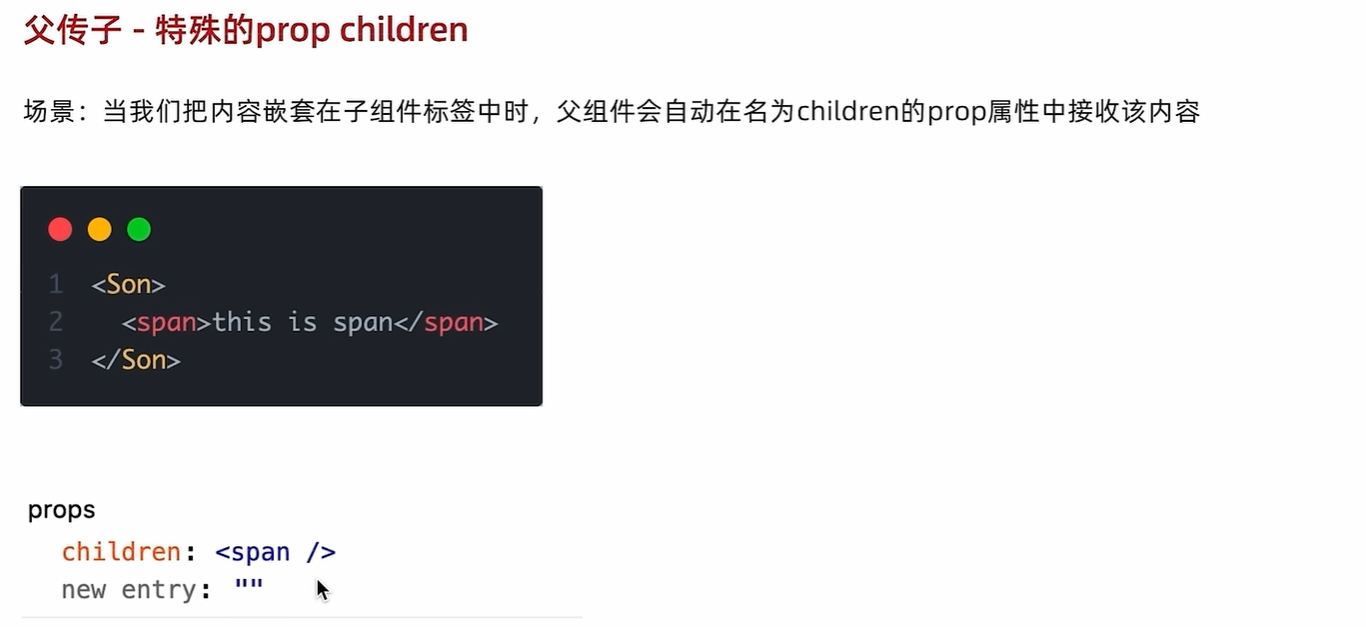 父传子 - 特殊的prop children
场景：当我们把内容嵌套在子组件标签中时，父组件会自动在名为children的prop属性中接收该内容
1 <Son>
2   <span>this is span</span>
3 </Son>
props
children: <span />
new entry: ""